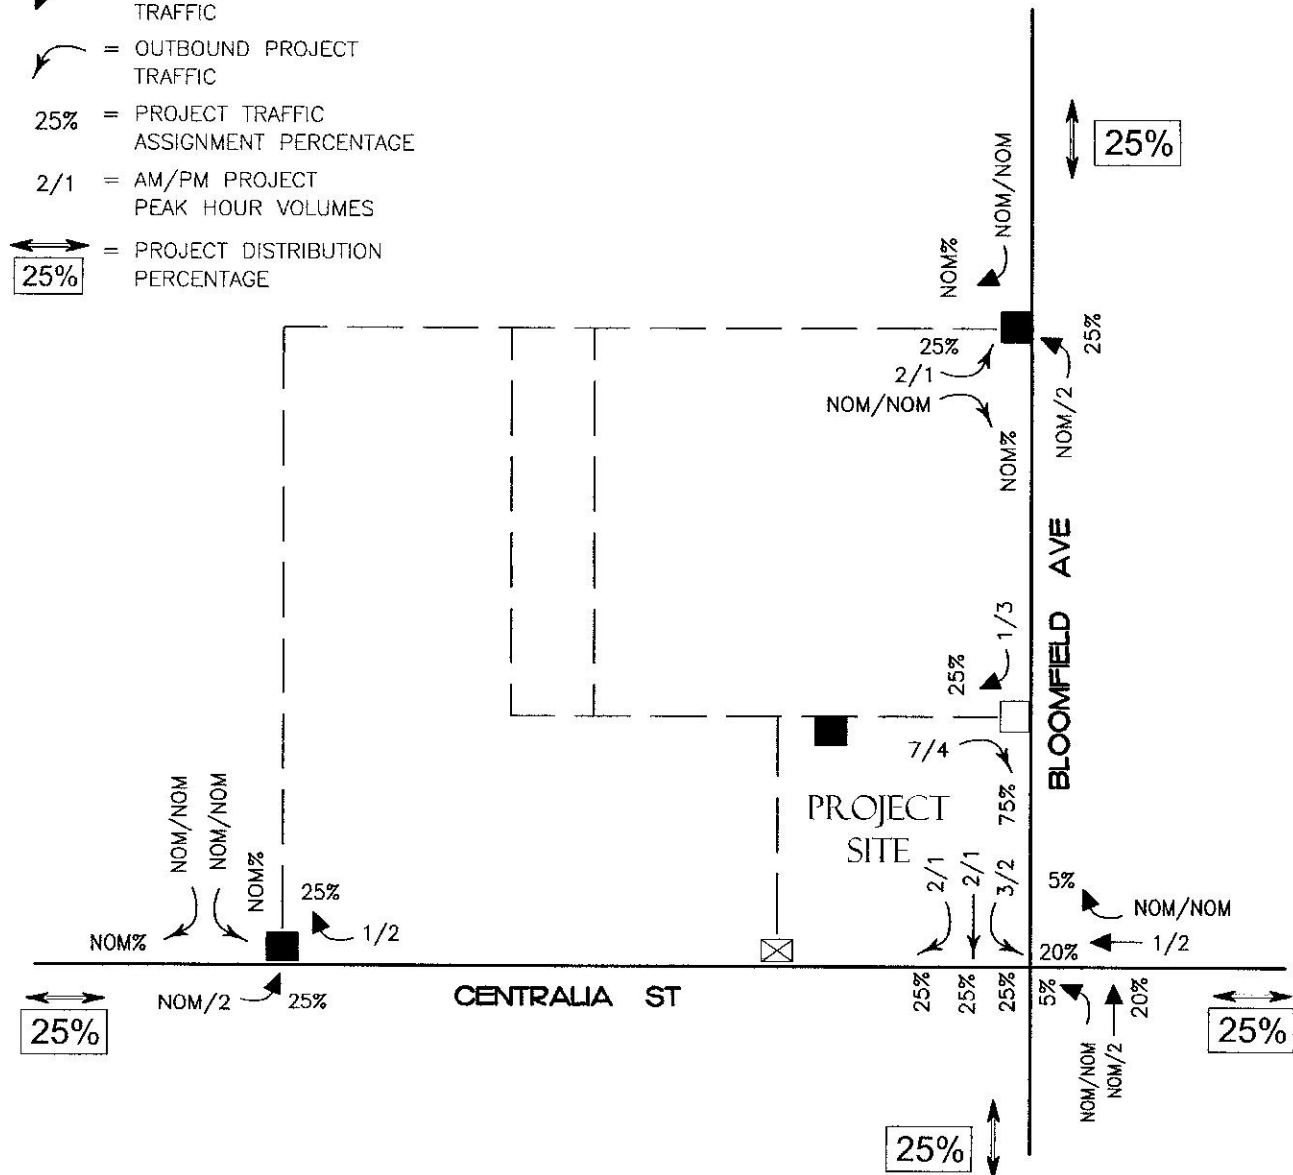 TRAFFIC
= OUTBOUND PROJECT
TRAFFIC
25% = PROJECT TRAFFIC
ASSIGNMENT PERCENTAGE
2/1 = AM/PM PROJECT
PEAK HOUR VOLUMES
= PROJECT DISTRIBUTION
25% PERCENTAGE
25%
NOM/NOM
NOM%
25%
25%
2/1
NOM/NOM
NOM/2
NOM%
BLOOMFIELD AVE
1/3
25%
7/4
75%
PROJECT
SITE
NOM/NOM
NOM/NOM
NOM%
25%
1/2
NOM%
2/1
2/1
3/2
5%
NOM/NOM
1/2
20%
NOM/2
25%
CENTRALIA ST
25%
25%
25%
5%
20%
25%
25%
NOM/NOM
NOM/2
25%